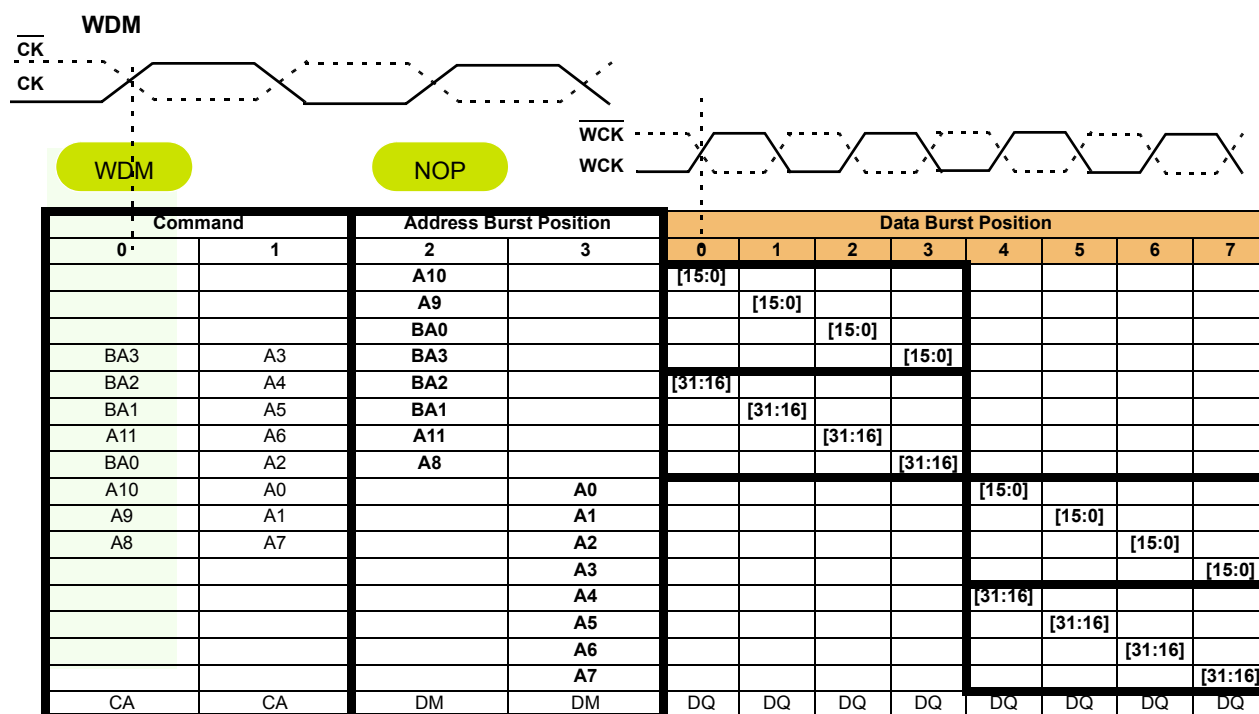 WDM
CK
CK
WCK
WCK
WDM NOP
Command Address Burst Position Data Burst Position
0 1 2 3 0 1 2 3 4 5 6 7
A10 [15:0]
A9 [15:0]
BA0 [15:0]
BA3 A3 BA3 [15:0]
BA2 A4 BA2 [31:16]
BA1 A5 BA1 [31:16]
A11 A6 A11 [31:16]
BA0 A2 A8 [31:16]
A10 A0 A0 [15:0]
A9 A1 A1 [15:0]
A8 A7 A2 [15:0]
A3 [15:0]
A4 [31:16]
A5 [31:16]
A6 [31:16]
A7 [31:16]
CA CA DM DM DQ DQ DQ DQ DQ DQ DQ DQ